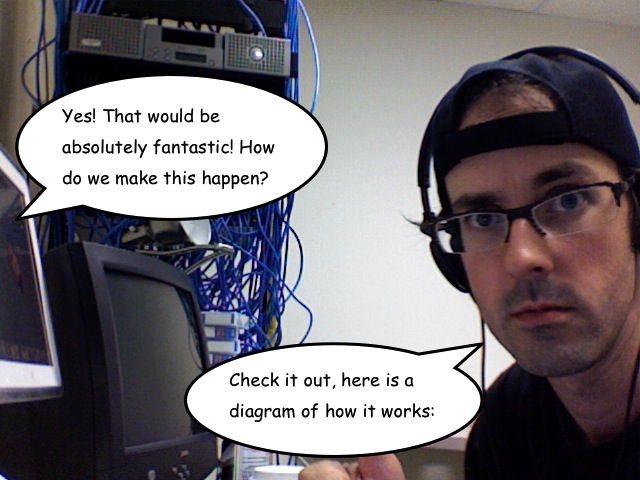 Yes! That would be
absolutely fantastic! How
do we make this happen?
Check it out, here is a
diagram of how it works: